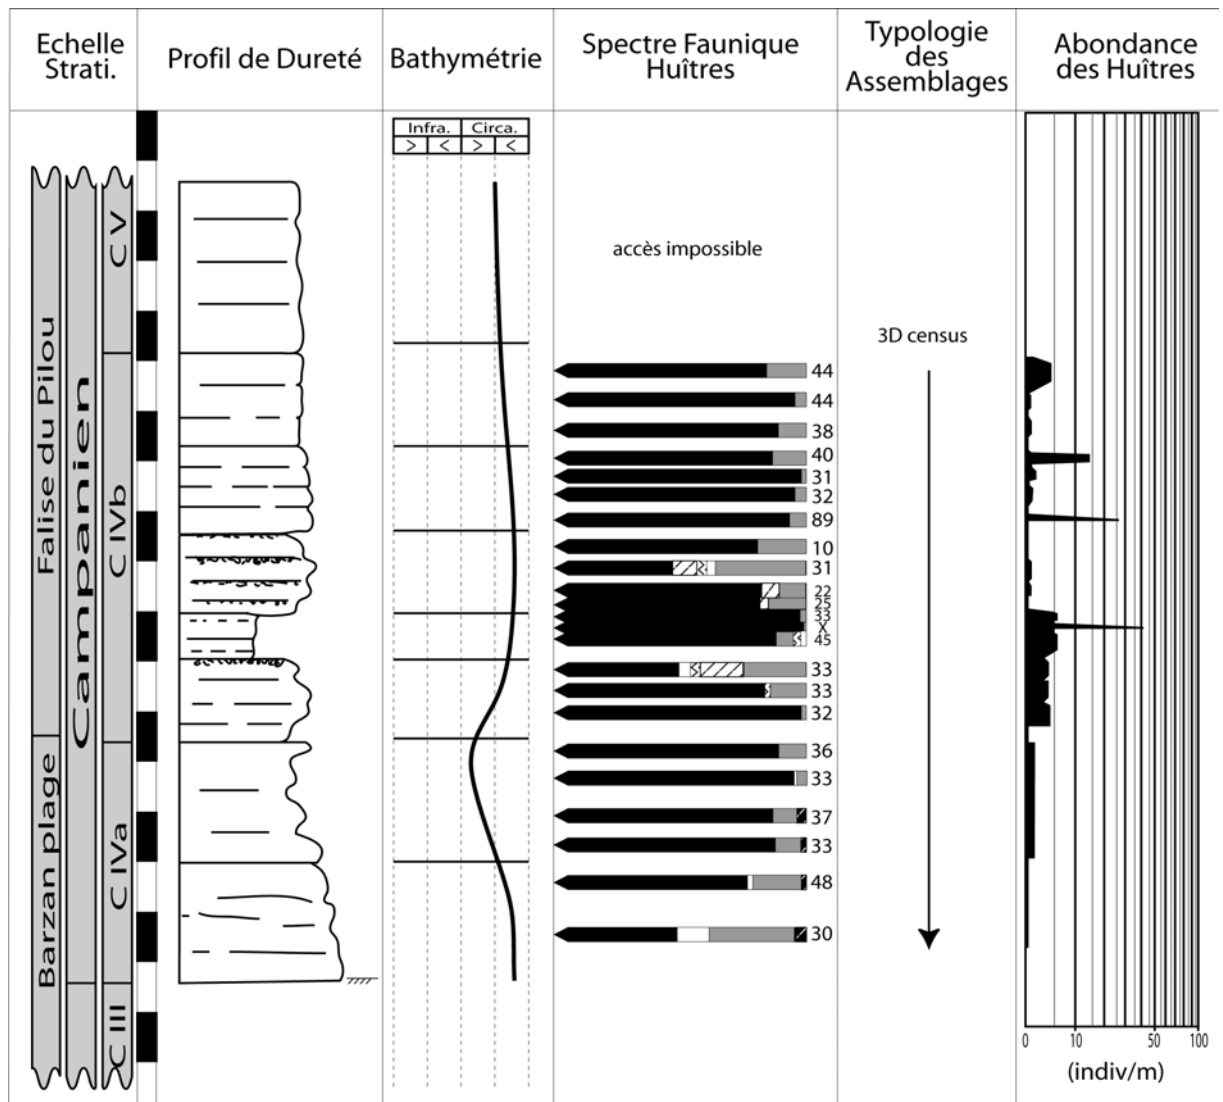 Echelle
Strati.
Profil de Dureté
Bathymétrie
Spectre Faunique
Huîtres
Typologie
des
Assemblages
Abondance
des Huîtres
Infra.
Circa.
>
<
>
<
Falise du Pilou
Barzan plage
Campanien
C V
C IVb
C IVa
C III
accès impossible
3D census
44
44
38
40
31
32
89
10
31
22
25
33
X
45
33
33
32
36
33
37
33
48
30
0 10 50 100
(indiv/m)